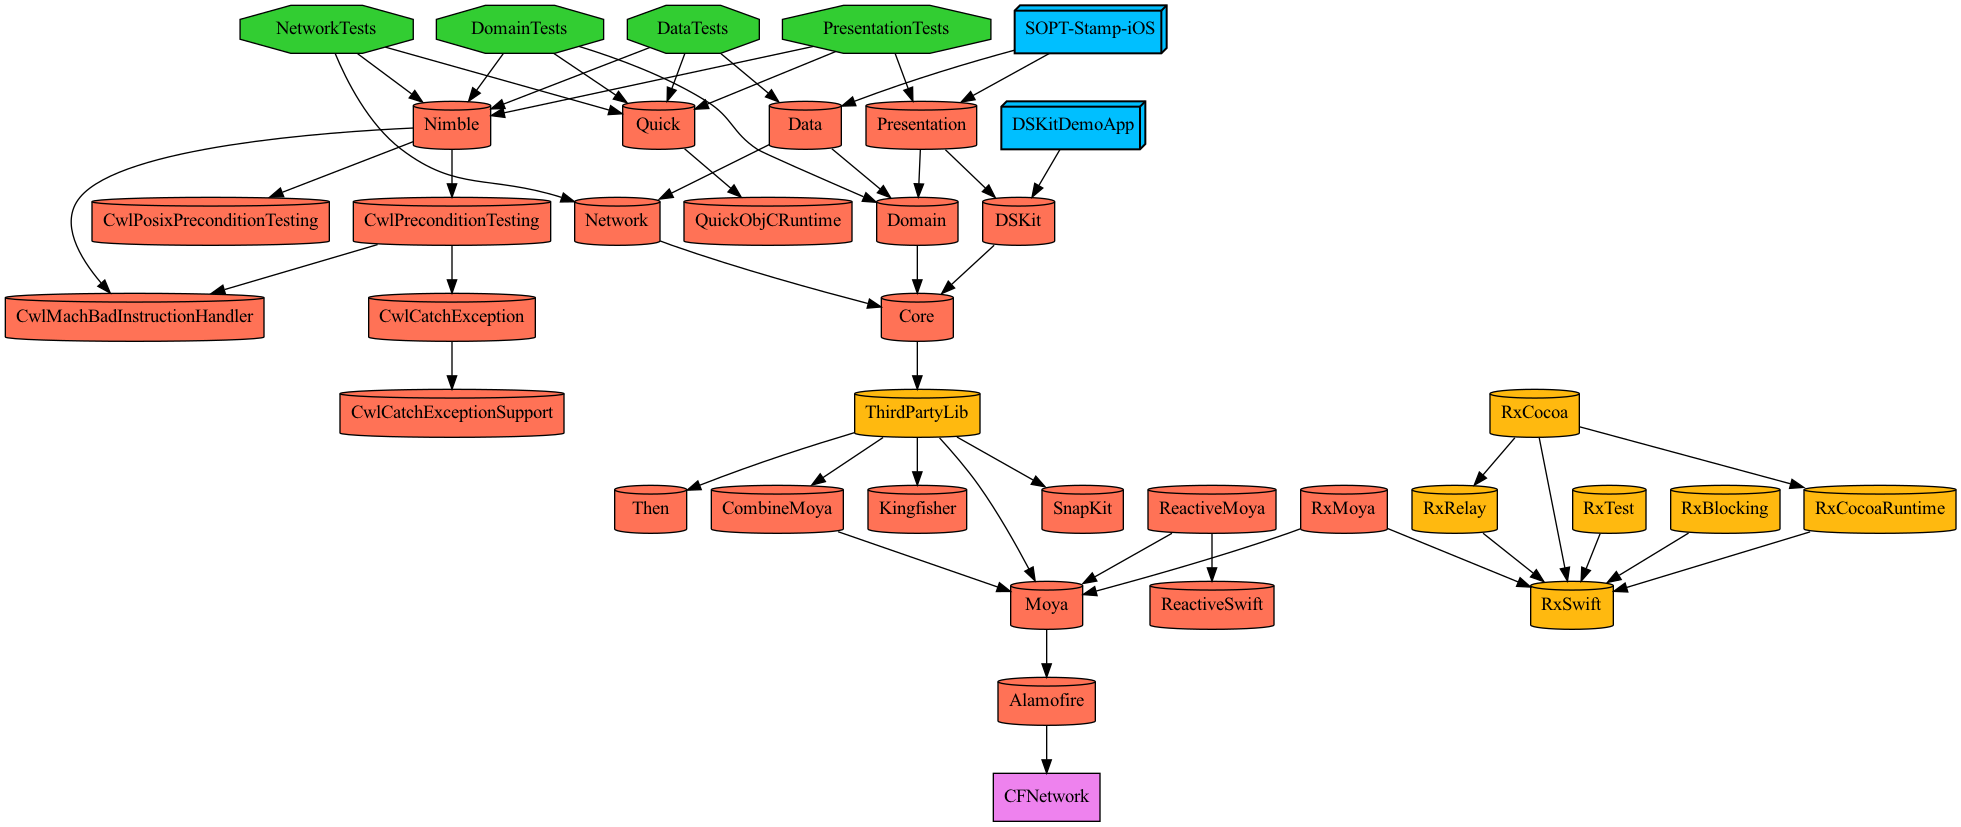 NetworkTests
DomainTests
DataTests
PresentationTests
SOPT-Stamp-iOS
Nimble
Quick
Data
Presentation
DSKitDemoApp
CwlPosixPreconditionTesting
CwlPreconditionTesting
Network
QuickObjCRuntime
Domain
DSKit
CwlMachBadInstructionHandler
CwlCatchException
Core
CwlCatchExceptionSupport
ThirdPartyLib
RxCocoa
Then
CombineMoya
Kingfisher
SnapKit
ReactiveMoya
RxMoya
RxRelay
RxTest
RxBlocking
RxCocoaRuntime
Moya
ReactiveSwift
RxSwift
Alamofire
CFNetwork